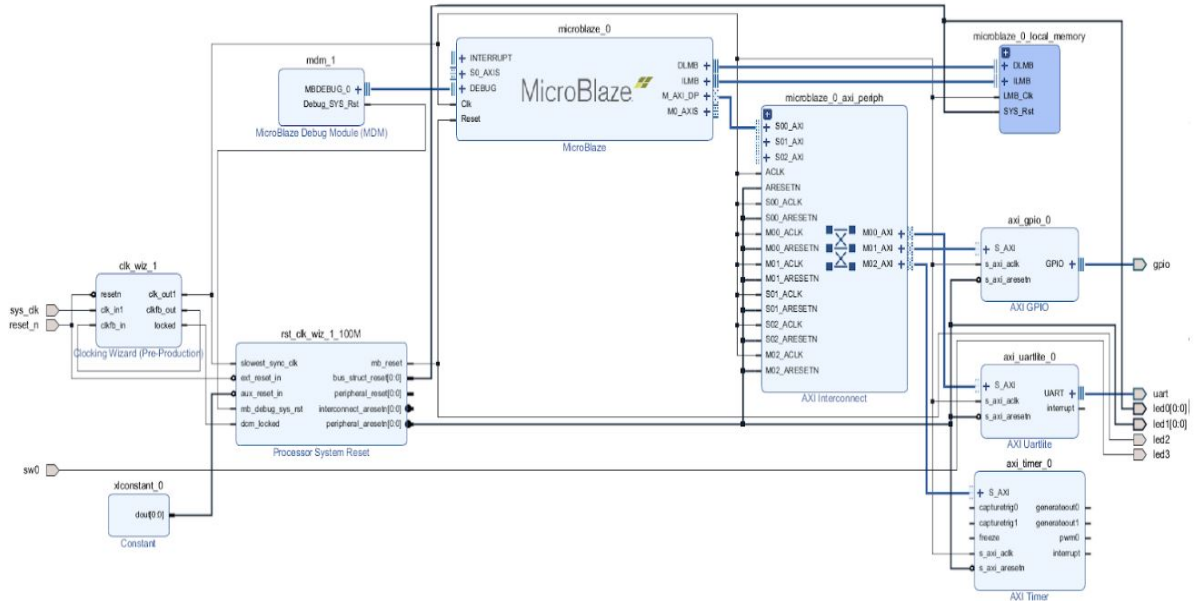 mdm_1
MBDEBUG_0
Debug_SYS_Rst
MicroBlaze Debug Module (MDM)
microblaze_0
INTERRUPT
S0_AXIS
DEBUG
Clk
Reset
MicroBlaze
DLMB
ILMB
M_AXI_DP
M0_AXIS
MicroBlaze
microblaze_0_local_memory
DLMB
ILMB
LMB_Clk
SYS_Rst
microblaze_0_axi_periph
S00_AXI
S01_AXI
S02_AXI
ACLK
ARESETN
S00_ACLK
S00_ARESETN
M00_ACLK
M00_ARESETN
M01_ACLK
M01_ARESETN
S01_ACLK
S01_ARESETN
S02_ACLK
S02_ARESETN
M02_ACLK
M02_ARESETN
M00_AXI
M01_AXI
M02_AXI
AXI Interconnect
axi_gpio_0
S_AXI
s_axi_aclk
s_axi_aresetn
GPIO
AXI GPIO
gpio
clk_wiz_1
resetn
clk_in1
clkfb_in
clk_out1
clkfb_out
locked
Clocking Wizard (Pre-Production)
sys_clk
reset_n
rst_clk_wiz_1_100M
slowest_sync_clk
ext_reset_in
aux_reset_in
mb_debug_sys_rst
dcm_locked
mb_reset
bus_struct_reset[0:0]
peripheral_reset[0:0]
interconnect_aresetn[0:0]
peripheral_aresetn[0:0]
Processor System Reset
axi_uartlite_0
S_AXI
s_axi_aclk
s_axi_aresetn
UART
interrupt
AXI Uartlite
uart
led0[0:0]
led1[0:0]
led2
led3
sw0
xlconstant_0
dout[0:0]
Constant
axi_timer_0
S_AXI
capturetrig0
capturetrig1
freeze
s_axi_aclk
s_axi_aresetn
generateout0
generateout1
pwm0
interrupt
AXI Timer